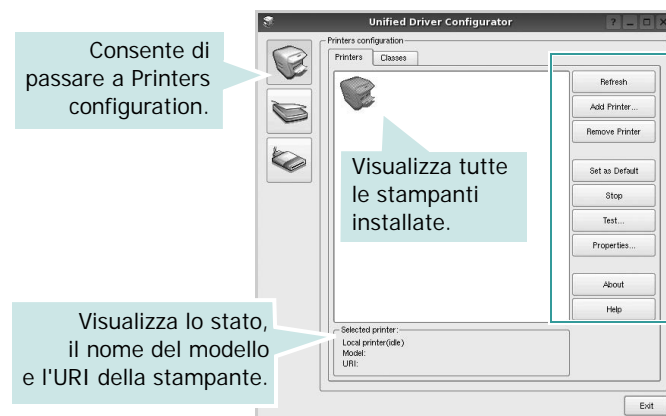 Unified Driver Configurator
Consente di
passare a Printers
configuration.
Printers configuration
Printers
Classes
Visualizza tutte
le stampanti
installate.
Refresh
Add Printer...
Remove Printer
Set as Default
Stop
Test...
Properties...
About
Help
Visualizza lo stato,
il nome del modello
e l'URI della stampante.
Selected printer:
Local printer(idle)
Model:
URI:
Exit